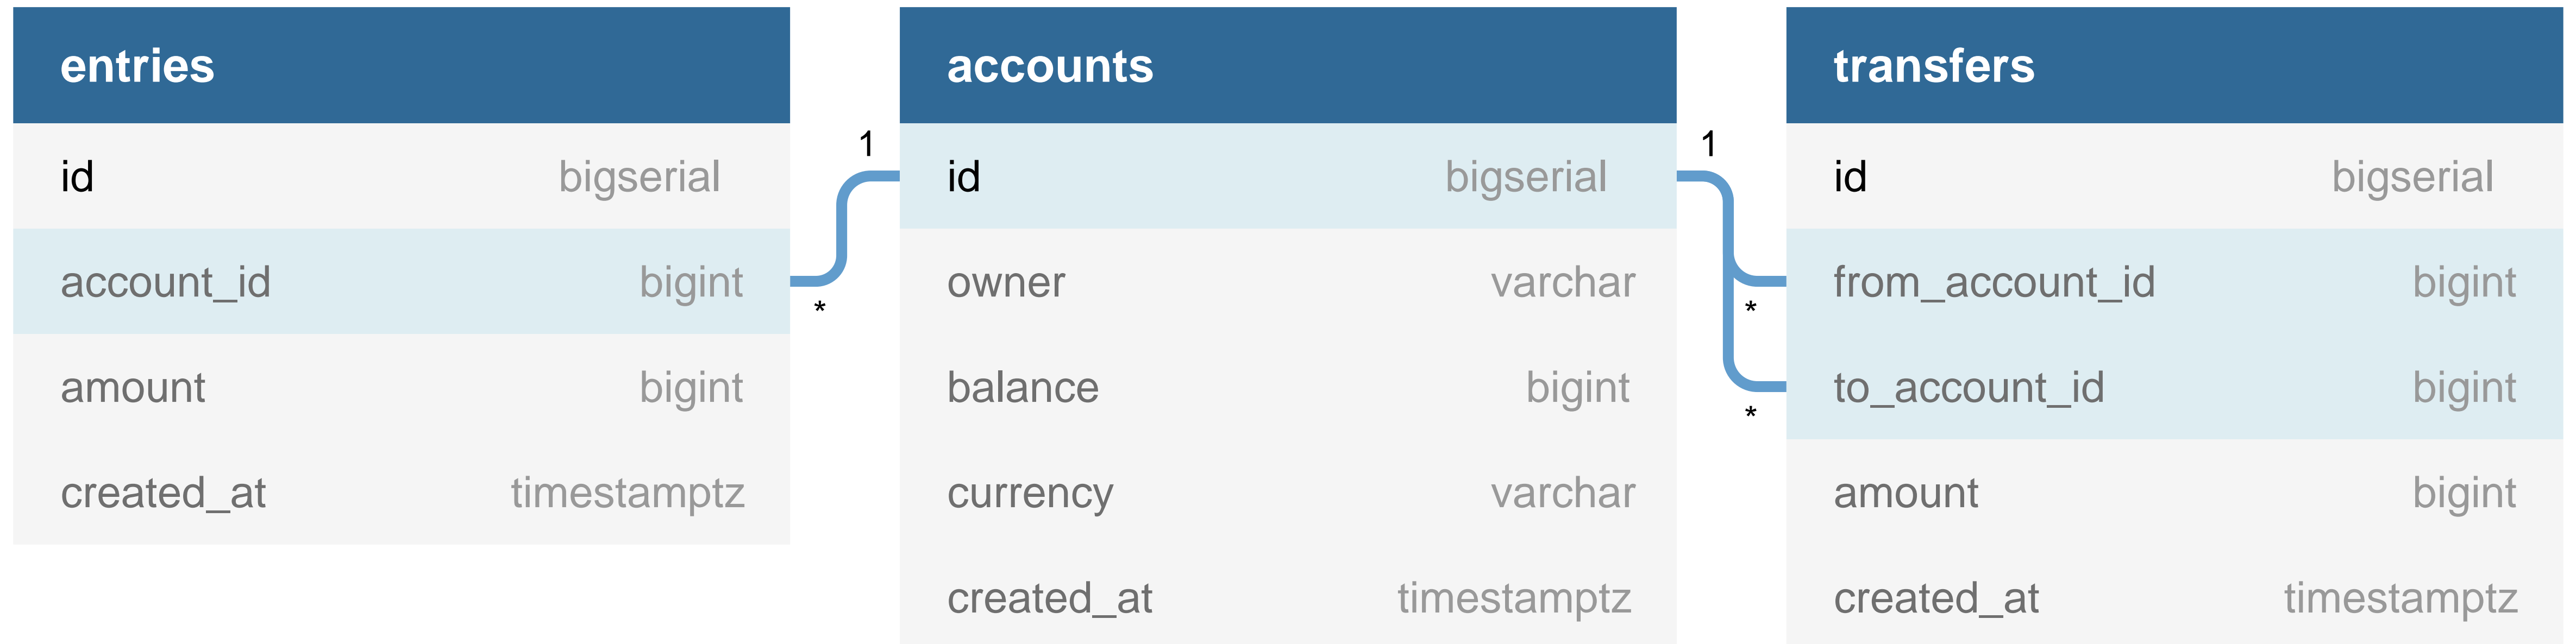 entries
id bigserial
account_id bigint
amount bigint
created_at timestamptz
1
*
accounts
id bigserial
owner varchar
balance bigint
currency varchar
created_at timestamptz
1
*
*
transfers
id bigserial
from_account_id bigint
to_account_id bigint
amount bigint
created_at timestamptz